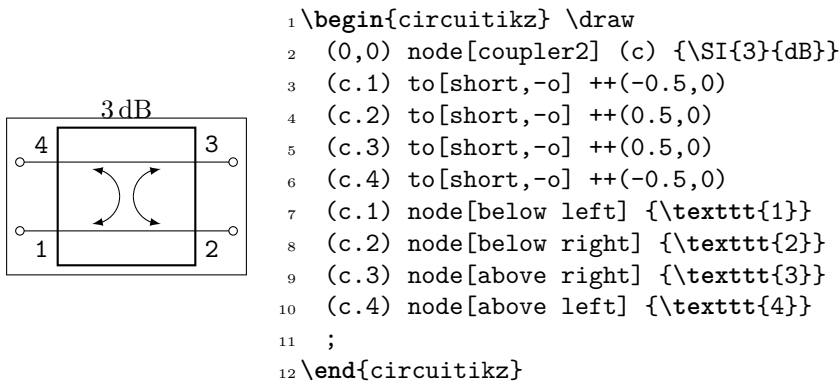 3 dB
4 3
1 2
1 \begin{circuitikz} \draw
2   (0,0) node[coupler2] (c) {\SI{3}{dB}}
3   (c.1) to[short,-o] ++(-0.5,0)
4   (c.2) to[short,-o] ++(0.5,0)
5   (c.3) to[short,-o] ++(0.5,0)
6   (c.4) to[short,-o] ++(-0.5,0)
7   (c.1) node[below left] {\texttt{1}}
8   (c.2) node[below right] {\texttt{2}}
9   (c.3) node[above right] {\texttt{3}}
10   (c.4) node[above left] {\texttt{4}}
11   ;
12 \end{circuitikz}